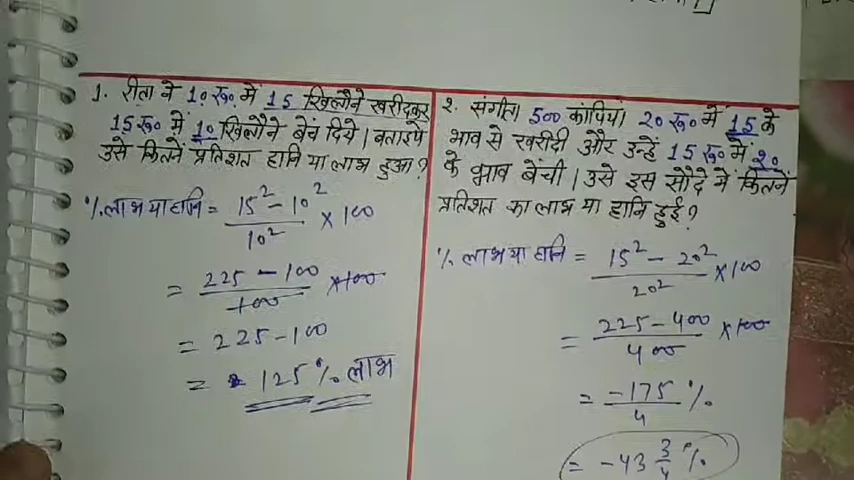 1. रीता ने 10 रू० में 15 खिलौने खरीदकर
15 रू० में 10 खिलौने बेंच दिये। बताइये
उसे कितने प्रतिशत हानि या लाभ हुआ?
% लाभ या हानि = 15² - 10² / 10² × 100
= 225 - 100 / 100 × 100
= 225 - 100
= 125 % लाभ
२. संगीता 500 कापियां 20 रू० में 15 के
भाव से खरीदी और उन्हें 15 रू० में 20
के भाव बेंची। उसे इस सौदे में कितने
प्रतिशत का लाभ या हानि हुई?
% लाभ या हानि = 15² - 20² / 20² × 100
= 225 - 400 / 400 × 100
= -175 / 4 %
= -43 3/4 %